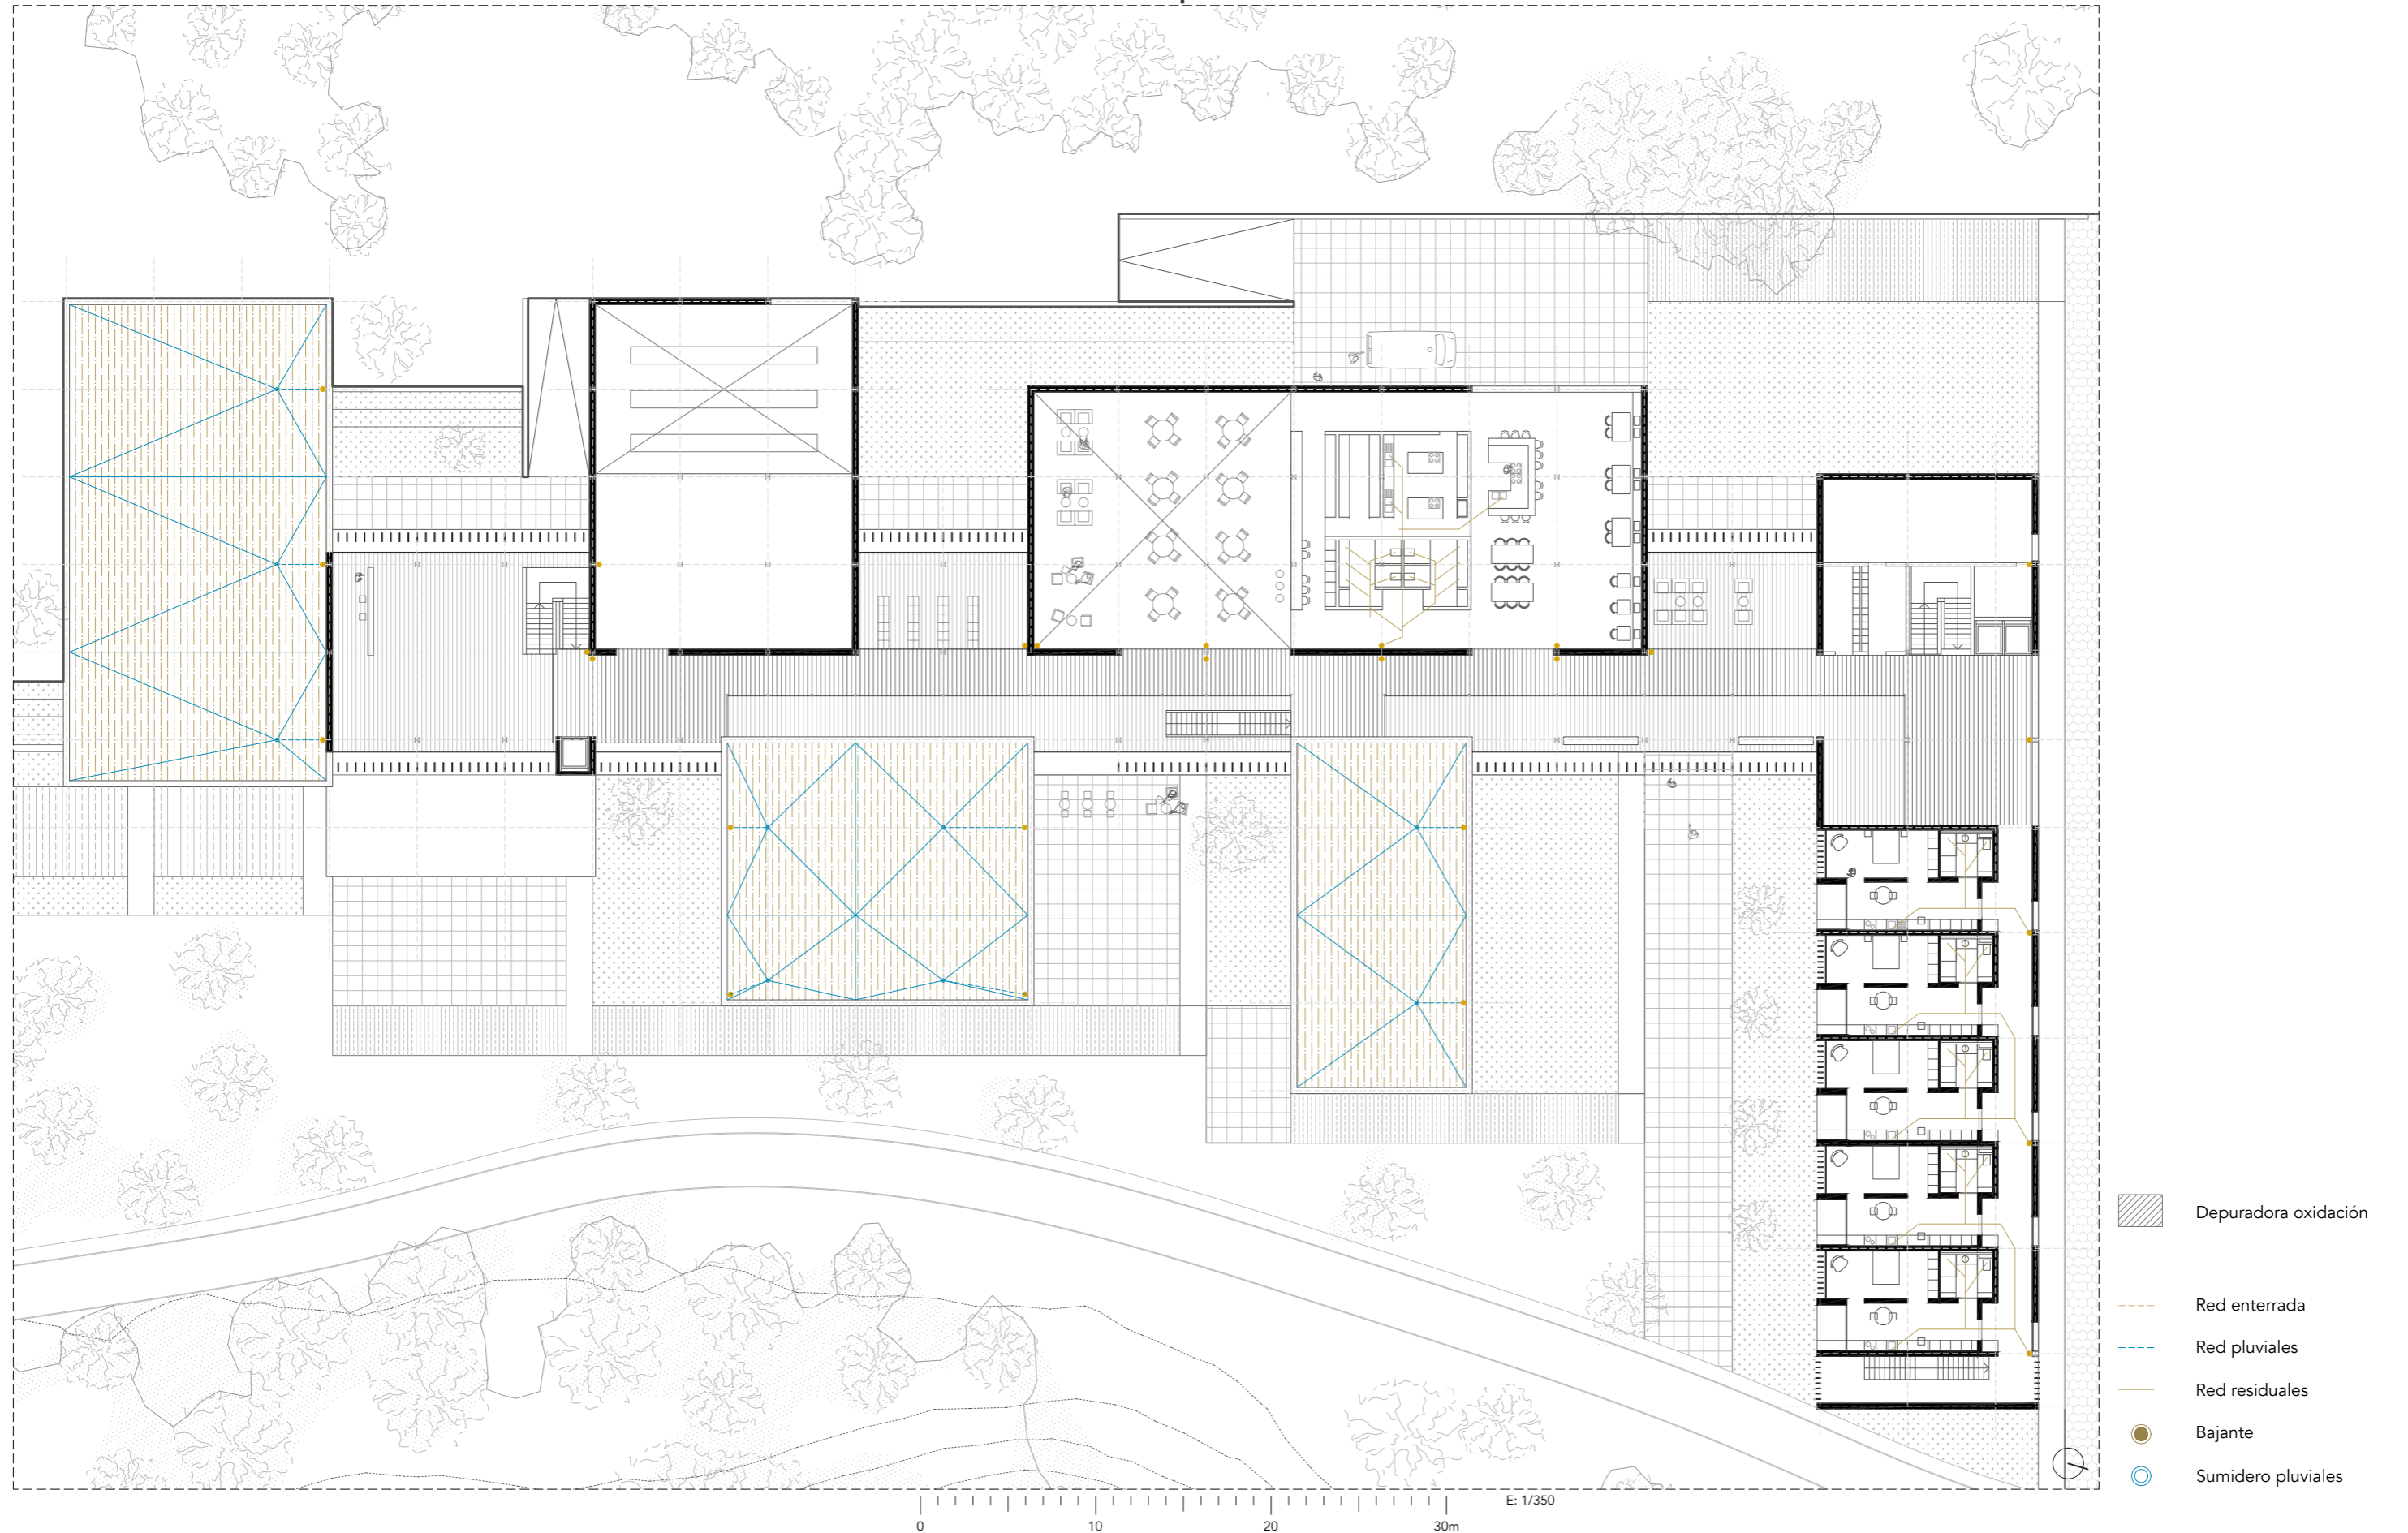 Depuradora oxidación
Red enterrada
Red pluviales
Red residuales
Bajante
Sumidero pluviales
E: 1/350
0 10 20 30m